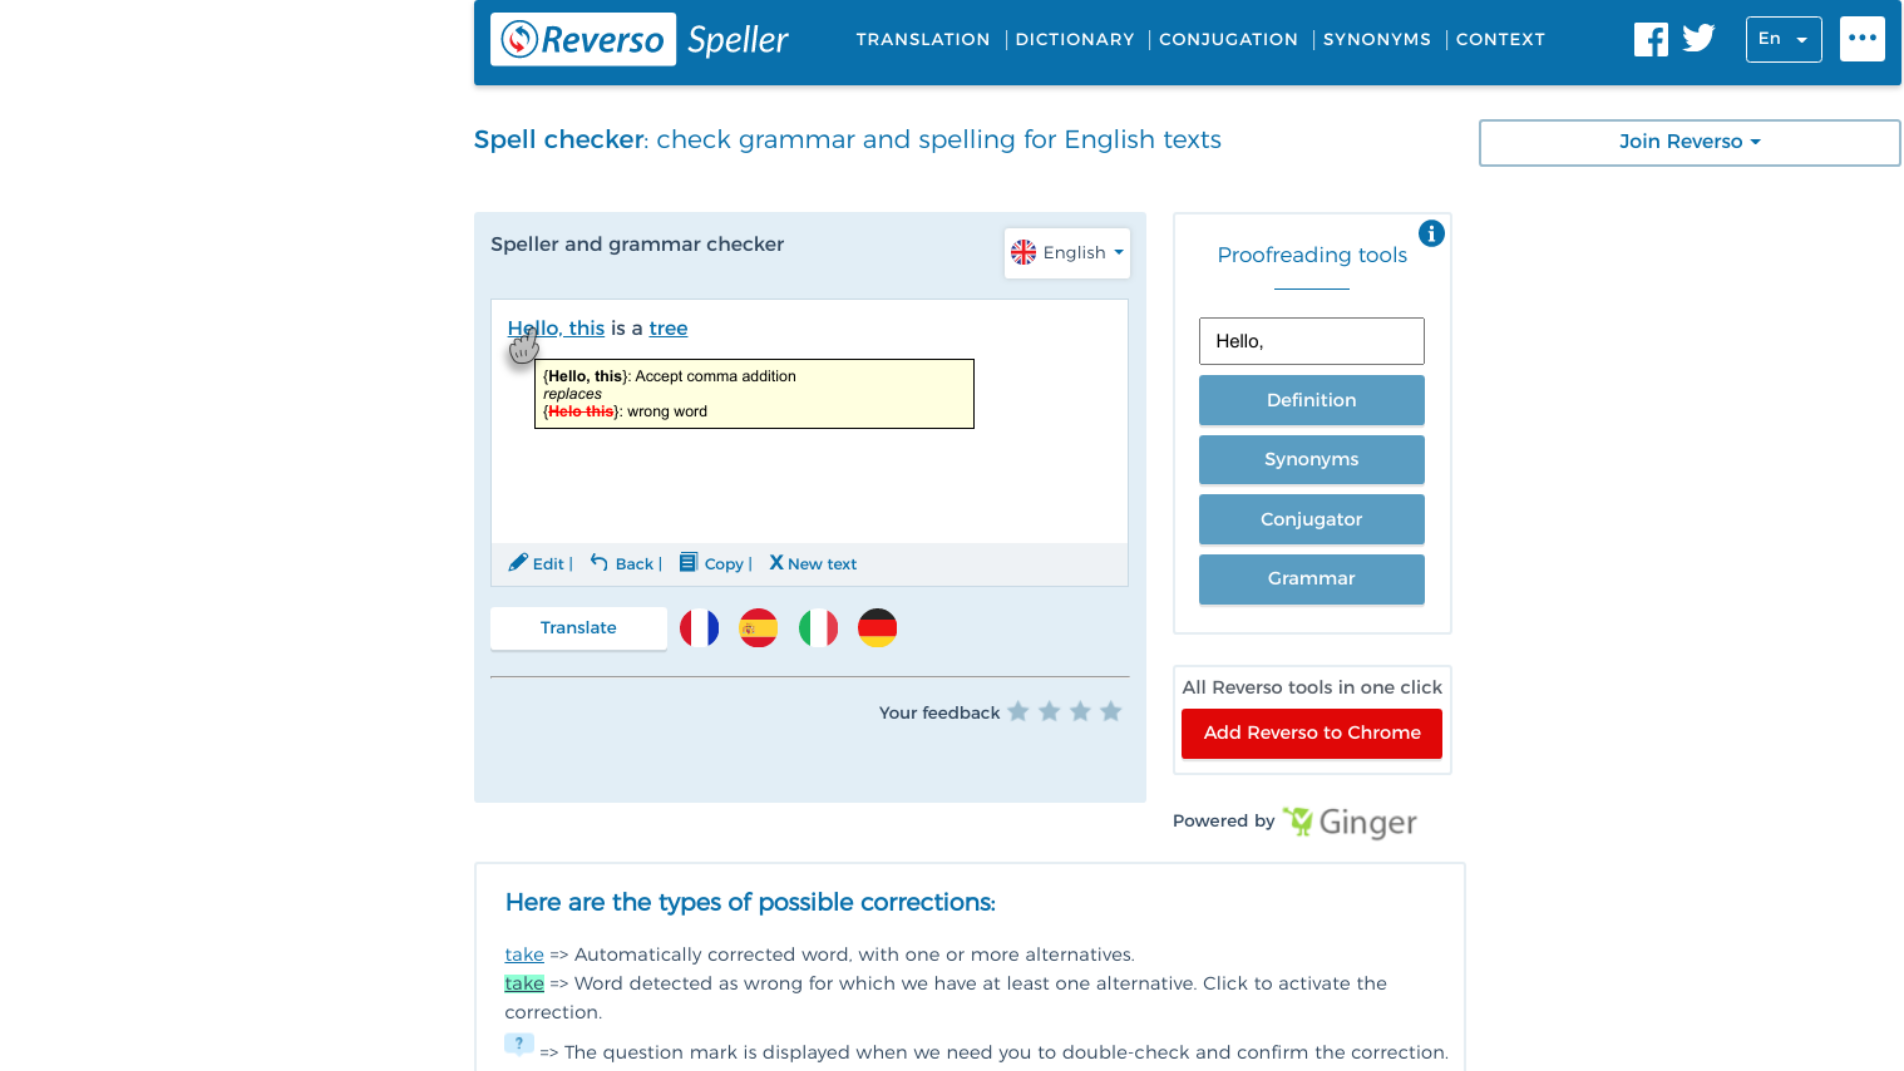 Reverso Speller
TRANSLATION | DICTIONARY | CONJUGATION | SYNONYMS | CONTEXT
En
Spell checker: check grammar and spelling for English texts
Join Reverso
Speller and grammar checker
English
Hello, this is a tree
{Hello, this}: Accept comma addition
replaces
{Helo this}: wrong word
Edit | Back | Copy | X New text
Translate
Your feedback
Proofreading tools
Hello,
Definition
Synonyms
Conjugator
Grammar
All Reverso tools in one click
Add Reverso to Chrome
Powered by Ginger
Here are the types of possible corrections:
take => Automatically corrected word, with one or more alternatives.
take => Word detected as wrong for which we have at least one alternative. Click to activate the
correction.
? => The question mark is displayed when we need you to double-check and confirm the correction.